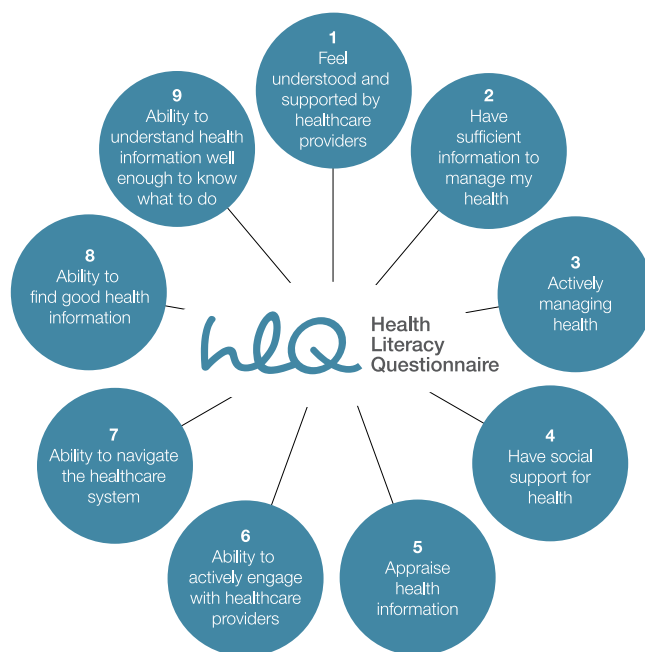 1
Feel
understood and
supported by
healthcare
providers
2
Have
sufficient
information to
manage my
health
3
Actively
managing
health
4
Have social
support for
health
5
Appraise
health
information
6
Ability to
actively engage
with healthcare
providers
7
Ability to navigate
the healthcare
system
8
Ability to
find good health
information
9
Ability to
understand health
information well
enough to know
what to do
hlQ
Health
Literacy
Questionnaire